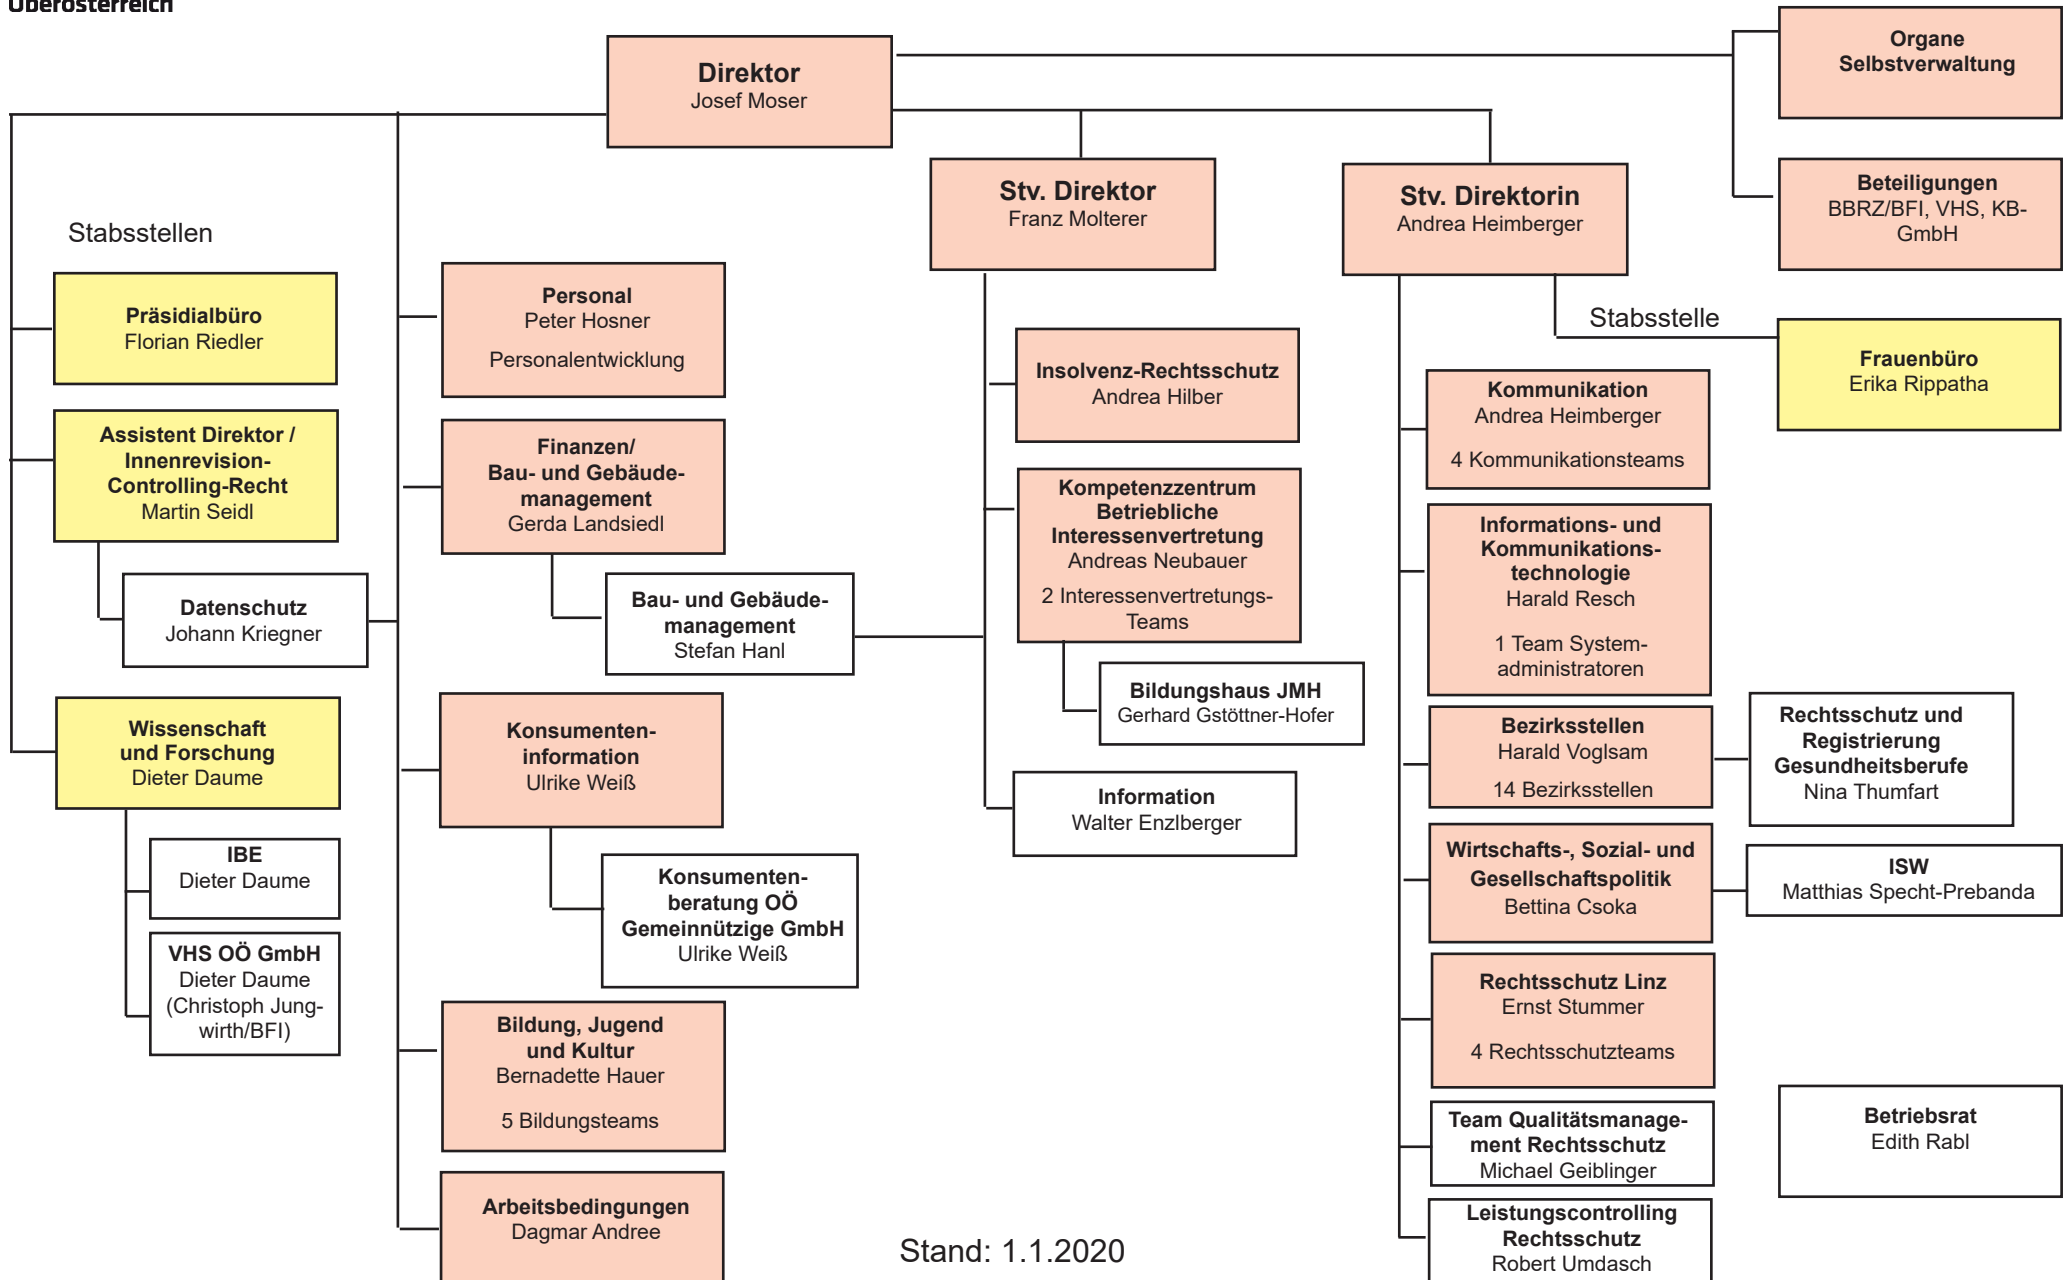 Oberösterreich
Direktor
Josef Moser
Organe
Selbstverwaltung
Beteiligungen
BBRZ/BFI, VHS, KB-
GmbH
Stv. Direktor
Franz Molterer
Stv. Direktorin
Andrea Heimberger
Stabsstellen
Präsidialbüro
Florian Riedler
Assistent Direktor /
Innenrevision-
Controlling-Recht
Martin Seidl
Datenschutz
Johann Kriegner
Wissenschaft
und Forschung
Dieter Daume
IBE
Dieter Daume
VHS OÖ GmbH
Dieter Daume
(Christoph Jung-
wirth/BFI)
Personal
Peter Hosner
Personalentwicklung
Finanzen/
Bau- und Gebäude-
management
Gerda Landsiedl
Bau- und Gebäude-
management
Stefan Hanl
Konsumenten-
information
Ulrike Weiß
Konsumenten-
beratung OÖ
Gemeinnützige GmbH
Ulrike Weiß
Bildung, Jugend
und Kultur
Bernadette Hauer
5 Bildungsteams
Arbeitsbedingungen
Dagmar Andree
Insolvenz-Rechtsschutz
Andrea Hilber
Kompetenzzentrum
Betriebliche
Interessenvertretung
Andreas Neubauer
2 Interessenvertretungs-
Teams
Bildungshaus JMH
Gerhard Gstöttner-Hofer
Information
Walter Enzlberger
Stabsstelle
Frauenbüro
Erika Rippatha
Kommunikation
Andrea Heimberger
4 Kommunikationsteams
Informations- und
Kommunikations-
technologie
Harald Resch
1 Team System-
administratoren
Bezirksstellen
Harald Voglsam
14 Bezirksstellen
Rechtsschutz und
Registrierung
Gesundheitsberufe
Nina Thumfart
Wirtschafts-, Sozial- und
Gesellschaftspolitik
Bettina Csoka
ISW
Matthias Specht-Prebanda
Rechtsschutz Linz
Ernst Stummer
4 Rechtsschutzteams
Team Qualitätsmanage-
ment Rechtsschutz
Michael Geiblinger
Leistungscontrolling
Rechtsschutz
Robert Umdasch
Betriebsrat
Edith Rabl
Stand: 1.1.2020